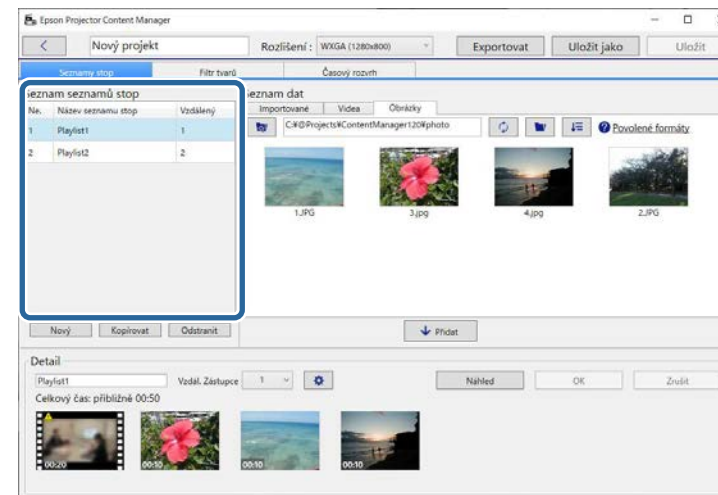 Epson Projector Content Manager
Nový projekt Rozlišení : WXGA (1280x800) Exportovat Uložit jako Uložit
Seznamy stop Filtr tvarů Časový rozvrh
Seznam seznamů stop Seznam dat
Ne. Název seznamu stop Vzdálený Importované Videa Obrázky
1 Playlist1 1 C:¥@Projects¥ContentManager120¥photo Povolené formáty
2 Playlist2 2
1.JPG 3.jpg 4.jpg 2.JPG
Nový Kopírovat Odstranit Přidat
Detail
Playlist1 Vzdál. Zástupce 1 Náhled OK Zrušit
Celkový čas: přibližně 00:50
00:20 00:10 00:10 00:10